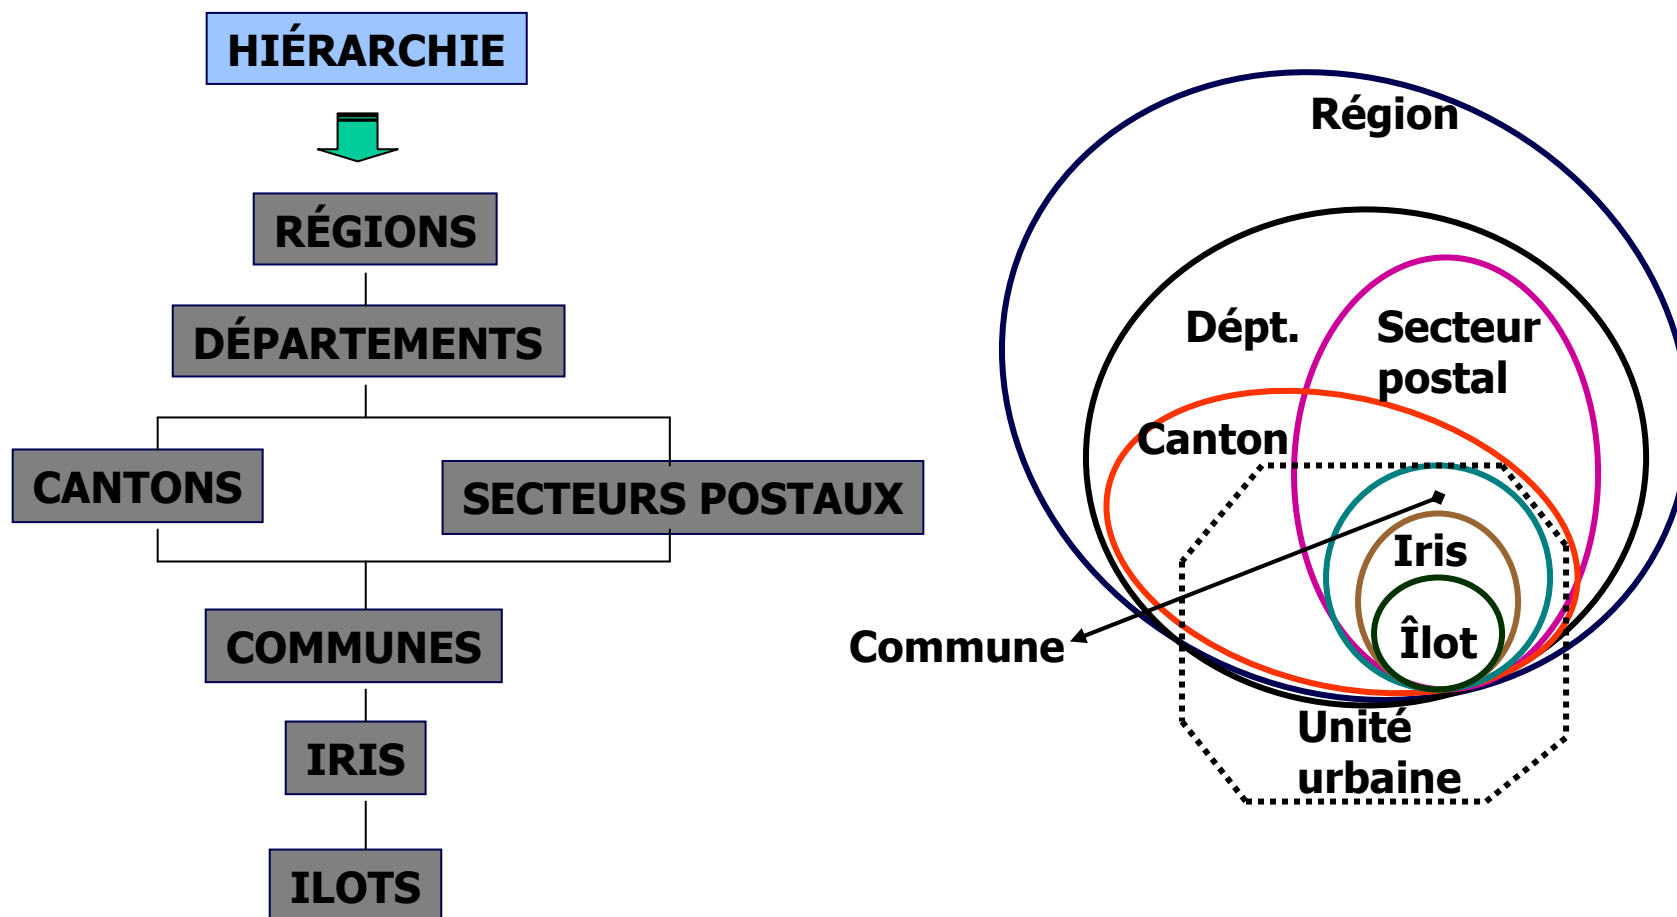 HIÉRARCHIE
RÉGIONS
DÉPARTEMENTS
CANTONS
SECTEURS POSTAUX
COMMUNES
IRIS
ILOTS
Région
Dépt.
Secteur
postal
Canton
Iris
Îlot
Commune
Unité
urbaine